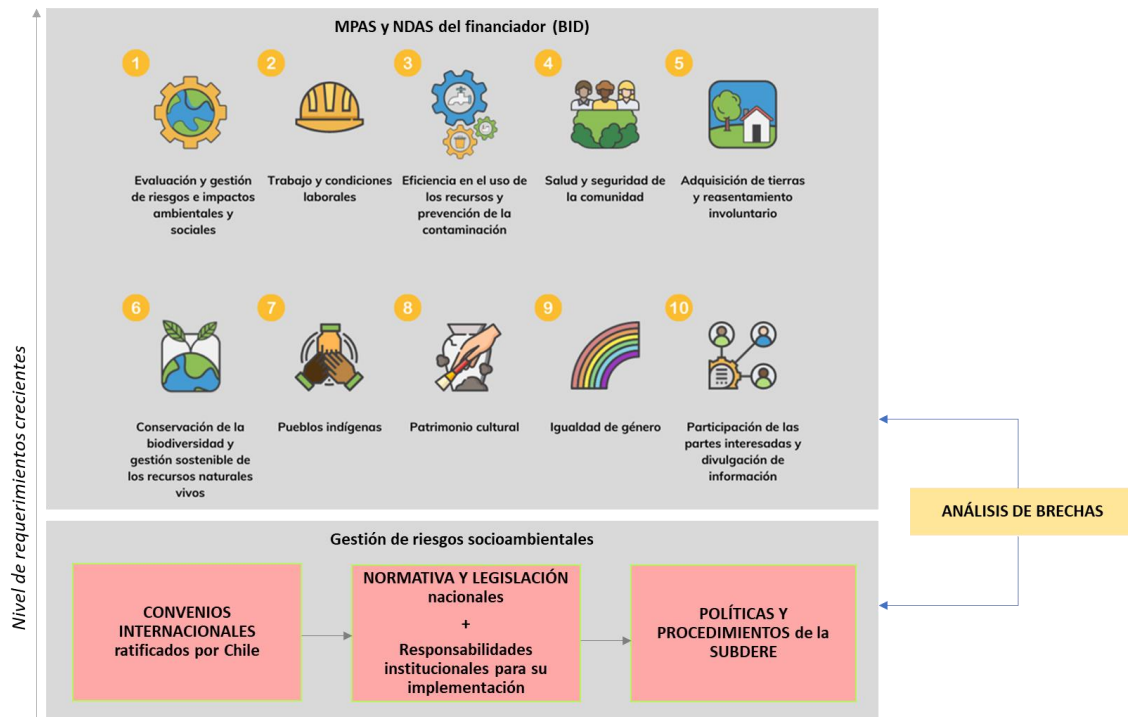 MPAS y NDAS del financiador (BID)
1
2
3
4
5
Evaluación y gestión
de riesgos e impactos
ambientales y
sociales
Trabajo y condiciones
laborales
Eficiencia en el uso de
los recursos y
prevención de la
contaminación
Salud y seguridad de
la comunidad
Adquisición de tierras
y reasentamiento
involuntario
6
7
8
9
10
Conservación de la
biodiversidad y
gestión sostenible de
los recursos naturales
vivos
Pueblos indígenas
Patrimonio cultural
Igualdad de género
Participación de las
partes interesadas y
divulgación de
información
Nivel de requerimientos crecientes
ANÁLISIS DE BRECHAS
Gestión de riesgos socioambientales
CONVENIOS
INTERNACIONALES
ratificados por Chile
NORMATIVA Y LEGISLACIÓN
nacionales
+
Responsabilidades
institucionales para su
implementación
POLÍTICAS Y
PROCEDIMIENTOS de la
SUBDERE